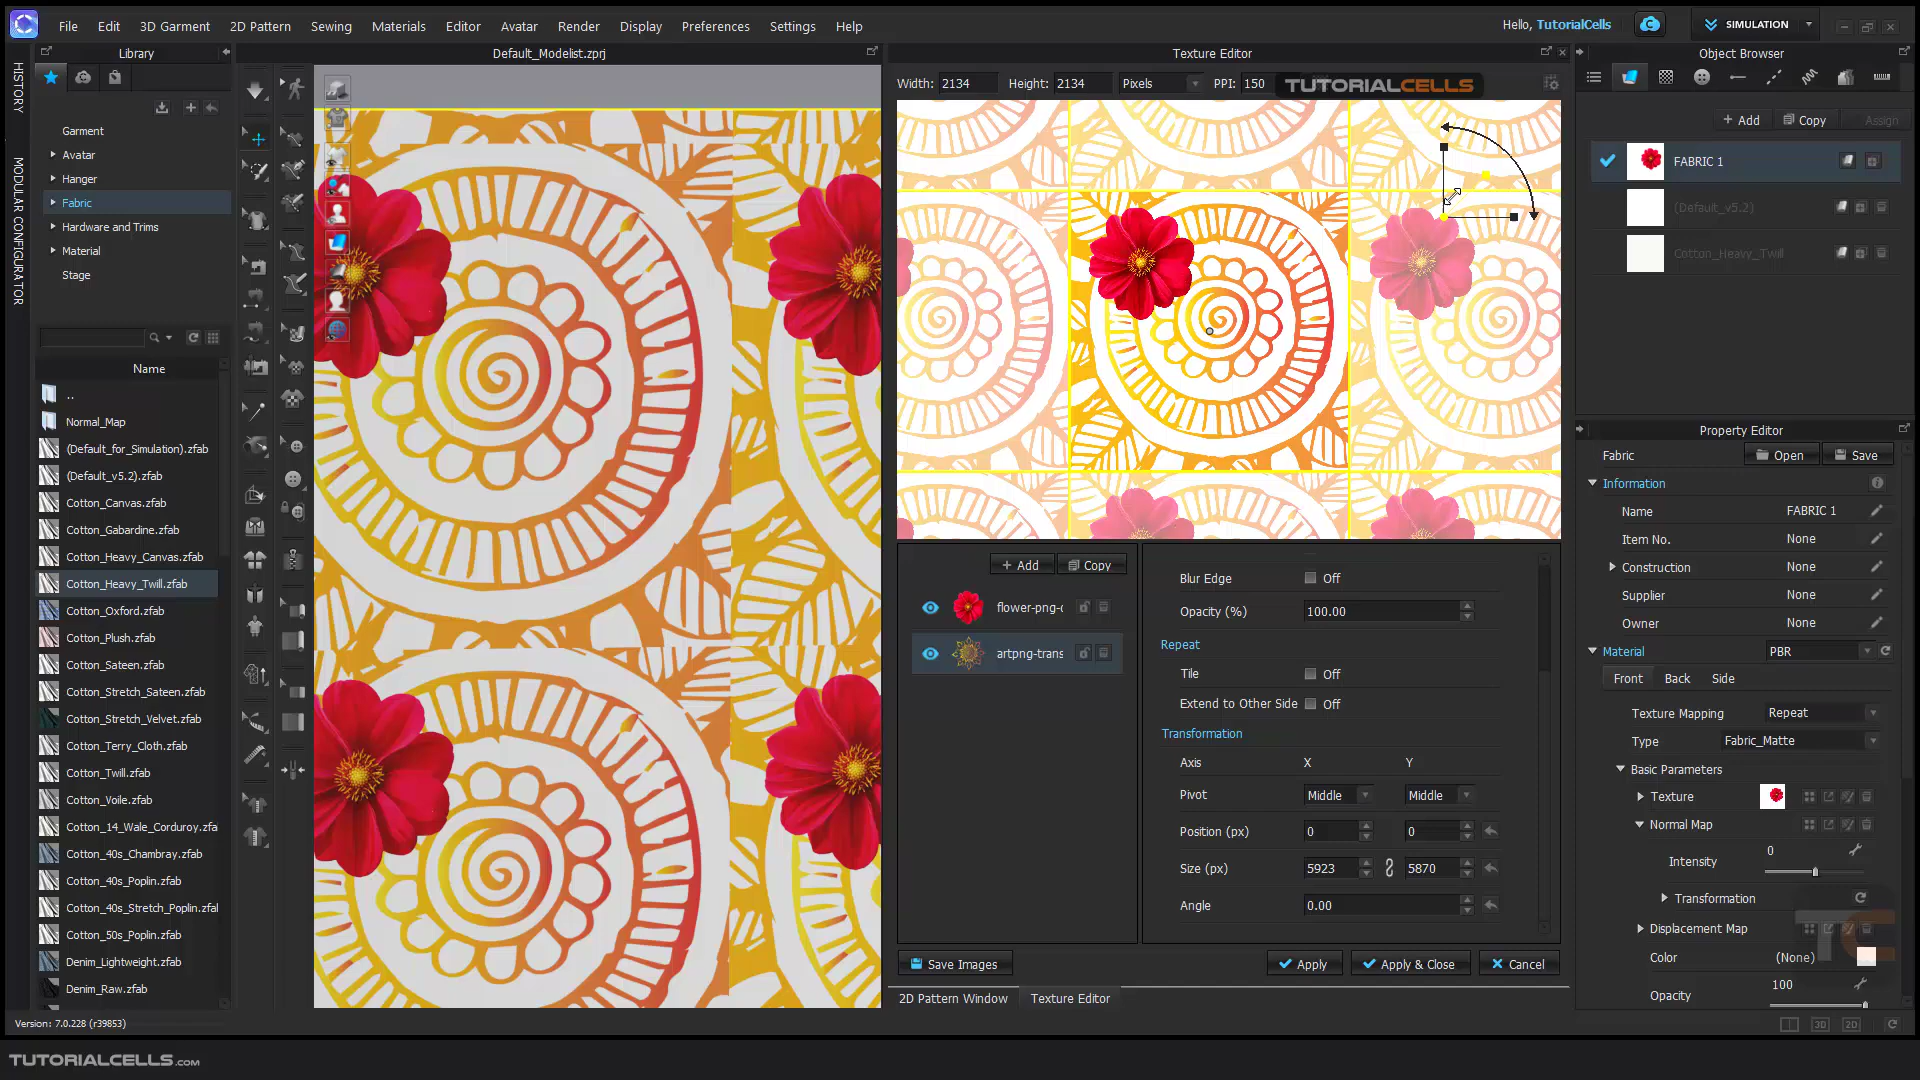 File Edit 3D Garment 2D Pattern Sewing Materials Editor Avatar Render Display Preferences Settings Help
Hello, TutorialCells
SIMULATION
HISTORY
MODULAR CONFIGURATOR
Library
Garment
Avatar
Hanger
Fabric
Hardware and Trims
Material
Stage
Name
..
Normal_Map
(Default_for_Simulation).zfab
(Default_v5.2).zfab
Cotton_Canvas.zfab
Cotton_Gabardine.zfab
Cotton_Heavy_Canvas.zfab
Cotton_Heavy_Twill.zfab
Cotton_Oxford.zfab
Cotton_Plush.zfab
Cotton_Sateen.zfab
Cotton_Stretch_Sateen.zfab
Cotton_Stretch_Velvet.zfab
Cotton_Terry_Cloth.zfab
Cotton_Twill.zfab
Cotton_Voile.zfab
Cotton_14_Wale_Corduroy.zfa
Cotton_40s_Chambray.zfab
Cotton_40s_Poplin.zfab
Cotton_40s_Stretch_Poplin.zfal
Cotton_50s_Poplin.zfab
Denim_Lightweight.zfab
Denim_Raw.zfab
Version: 7.0.228 (r39853)
Default_Modelist.zprj
Texture Editor
Width: 2134 Height: 2134 Pixels PPI: 150
TUTORIALCELLS
+ Add Copy
flower-png-c
artpng-trans
Blur Edge Off
Opacity (%) 100.00
Repeat
Tile Off
Extend to Other Side Off
Transformation
Axis X Y
Pivot Middle Middle
Position (px) 0 0
Size (px) 5923 5870
Angle 0.00
Save Images Apply Apply & Close Cancel
2D Pattern Window Texture Editor
Object Browser
+ Add Copy Assign
FABRIC 1
(Default_v5.2)
Cotton_Heavy_Twill
Property Editor
Fabric Open Save
Information
Name FABRIC 1
Item No. None
Construction None
Supplier None
Owner None
Material PBR
Front Back Side
Texture Mapping Repeat
Type Fabric_Matte
Basic Parameters
Texture
Normal Map
Intensity 0
Transformation
Displacement Map
Color (None)
Opacity 100
TC
3D 2D
TUTORIALCELLS.COM